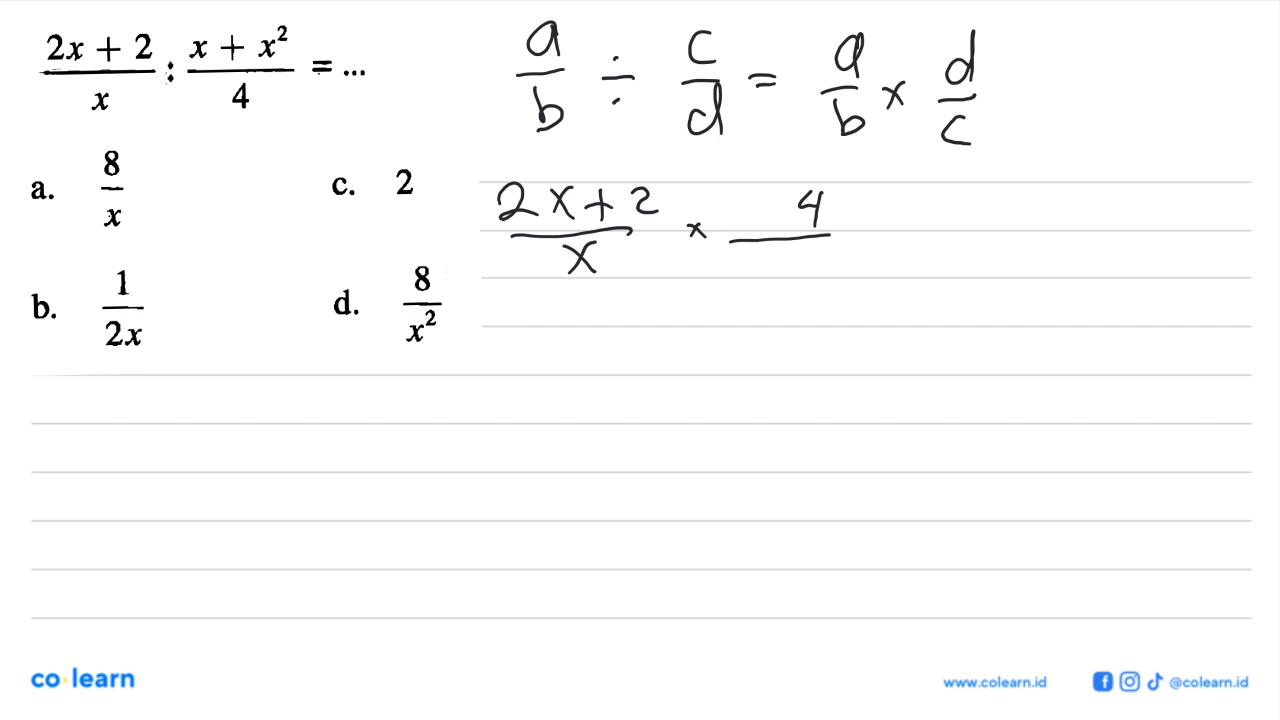 2x + 2 / x : x + x² / 4 = ...
a. 8/x
c. 2
b. 1/2x
d. 8/x²
a/b ÷ c/d = a/b × d/c
2x + 2 / x × 4
co learn
www.colearn.id
@colearn.id